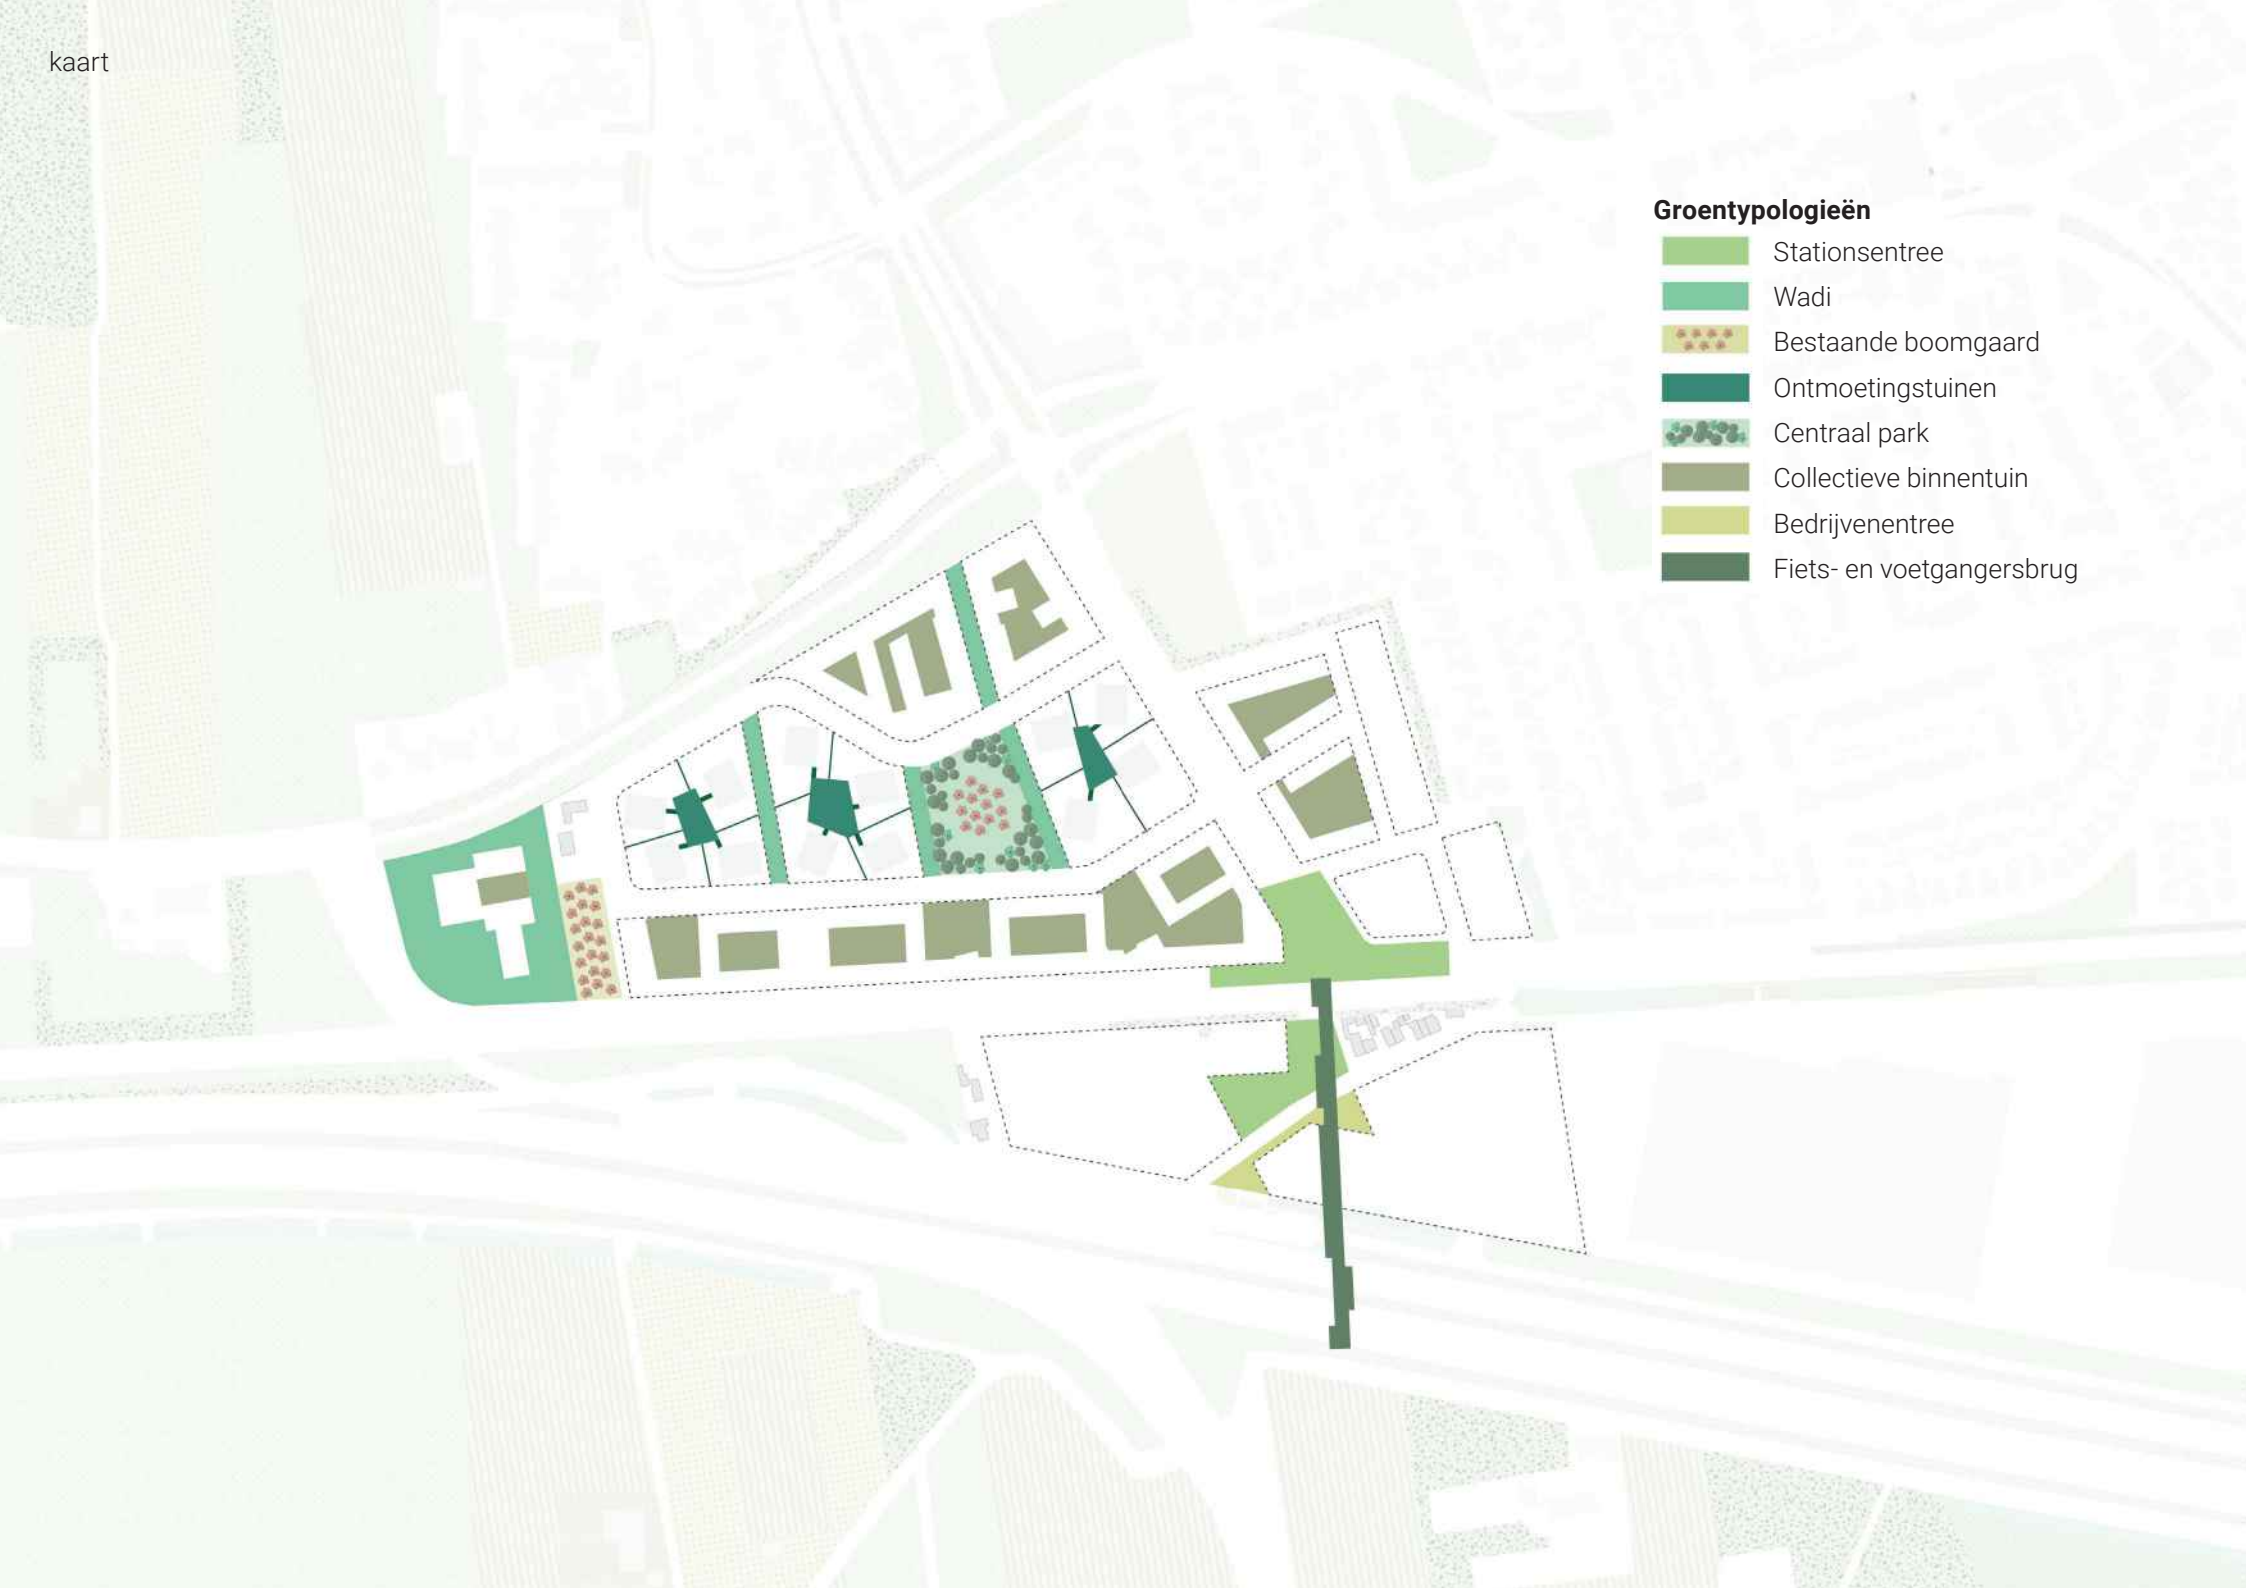 kaart
Groentypologieën
Stationsentree
Wadi
Bestaande boomgaard
Ontmoetingstuinen
Centraal park
Collectieve binnentuin
Bedrijvenentree
Fiets- en voetgangersbrug